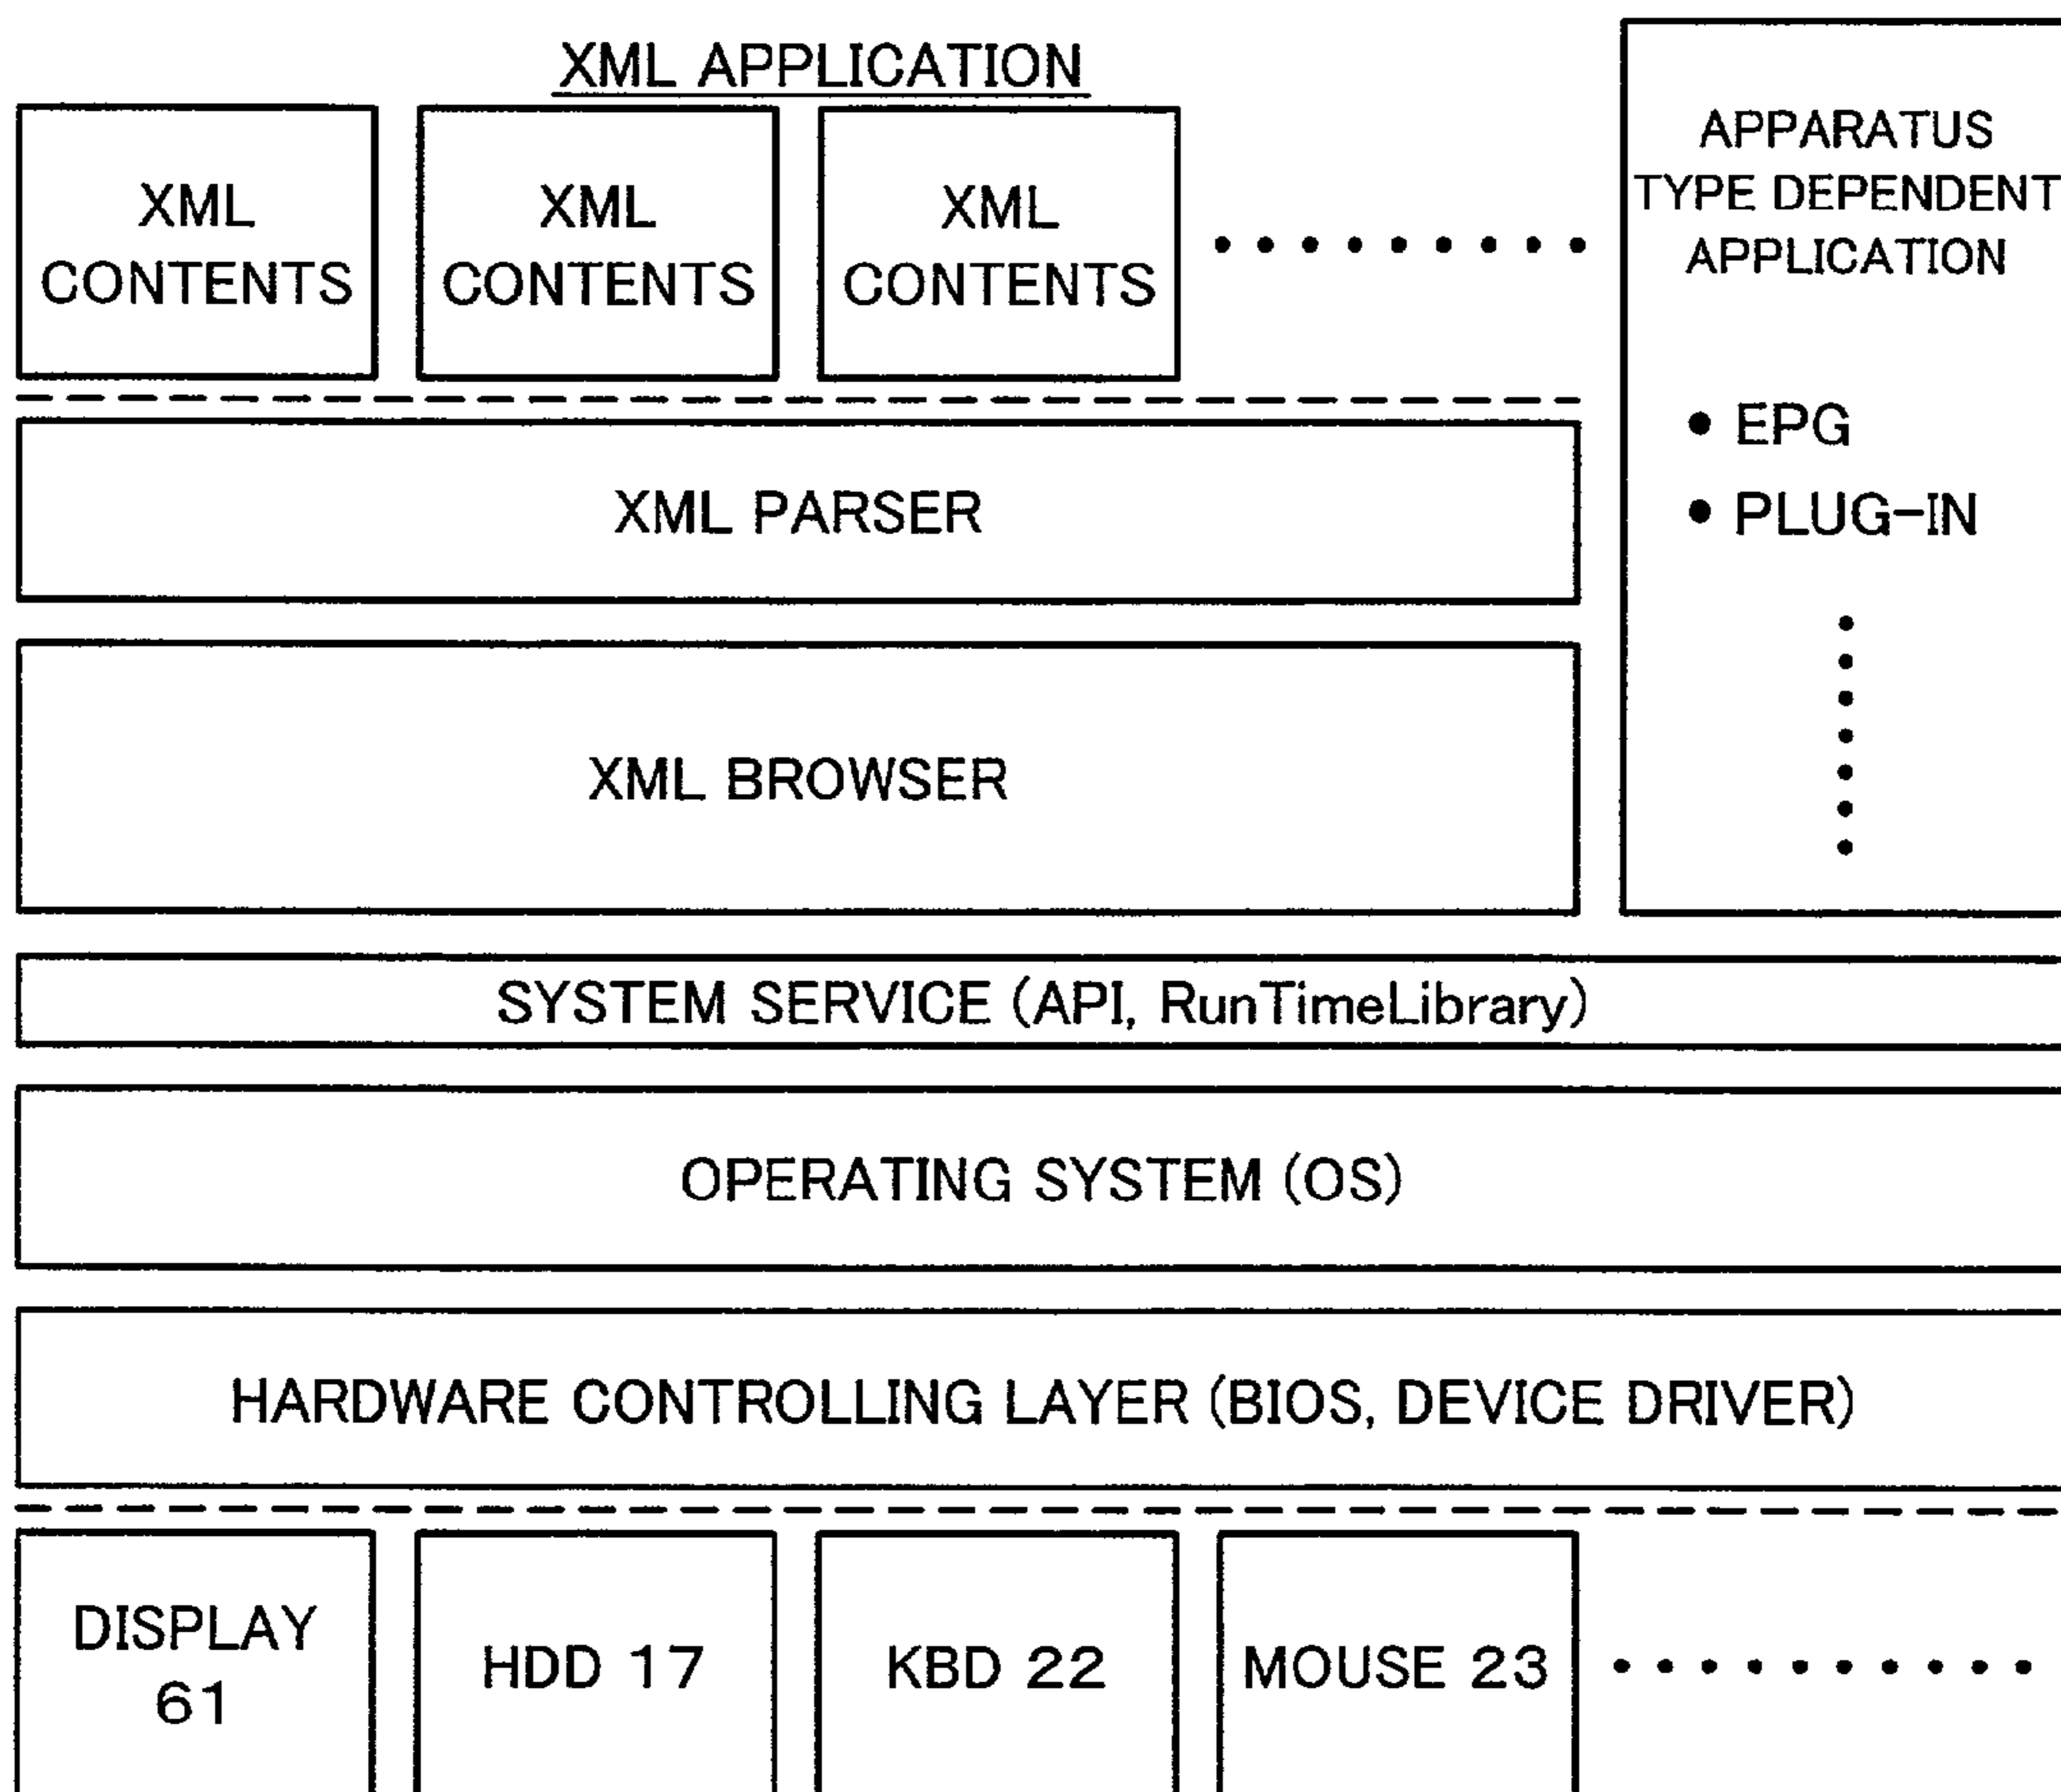 XML APPLICATION
XML
CONTENTS
XML
CONTENTS
XML
CONTENTS
APPARATUS
TYPE DEPENDENT
APPLICATION
• EPG
• PLUG-IN
XML PARSER
XML BROWSER
SYSTEM SERVICE (API, RunTimeLibrary)
OPERATING SYSTEM (OS)
HARDWARE CONTROLLING LAYER (BIOS, DEVICE DRIVER)
DISPLAY
61
HDD 17
KBD 22
MOUSE 23